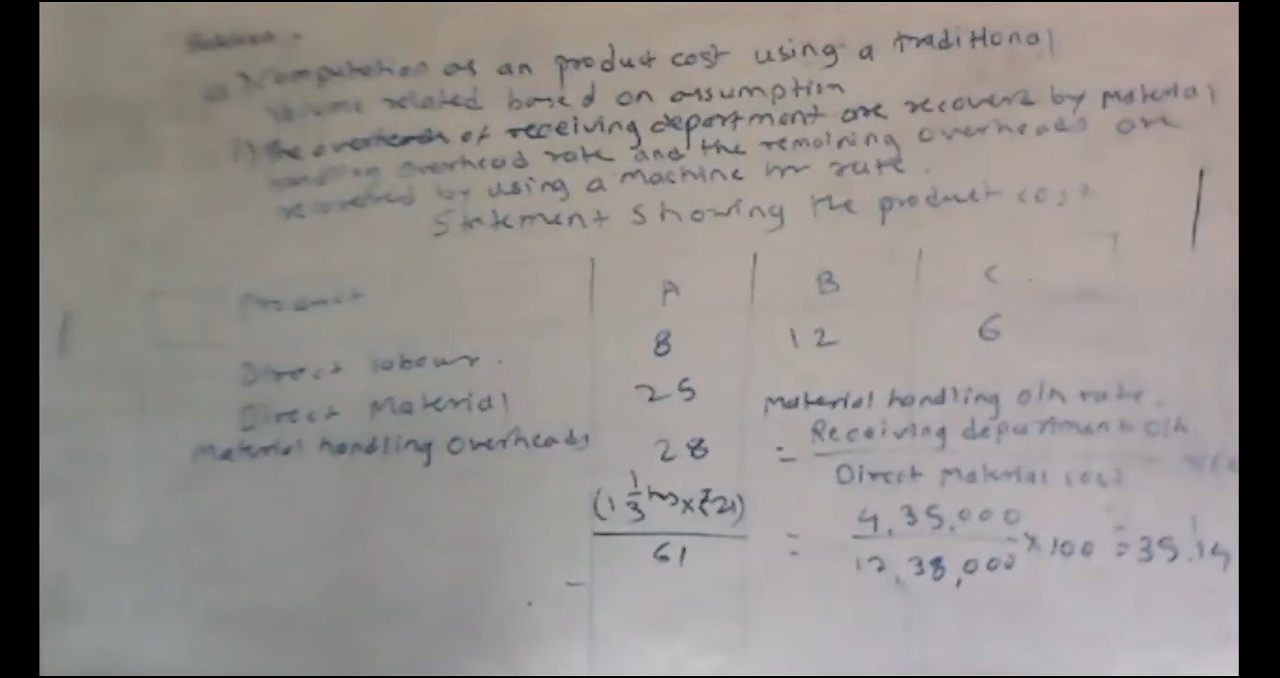 Solution.
a) Computation of an product cost using a traditional
volume related based on assumption
i) the overheads of receiving department are recoverd by material
handling overhead rate and the remaining overheads are
recovered by using a machine hr rate.
Statement showing the product cost
Product A B C
Direct labour. 8 12 6
Direct Material 25
Material handling overheads 28
(1 1/3 hrs x ₹21)
61
Material handling o/h rate.
= Receiving department o/h
Direct Material cost
= 4,35,000
12,38,000 x 100 = 35.14